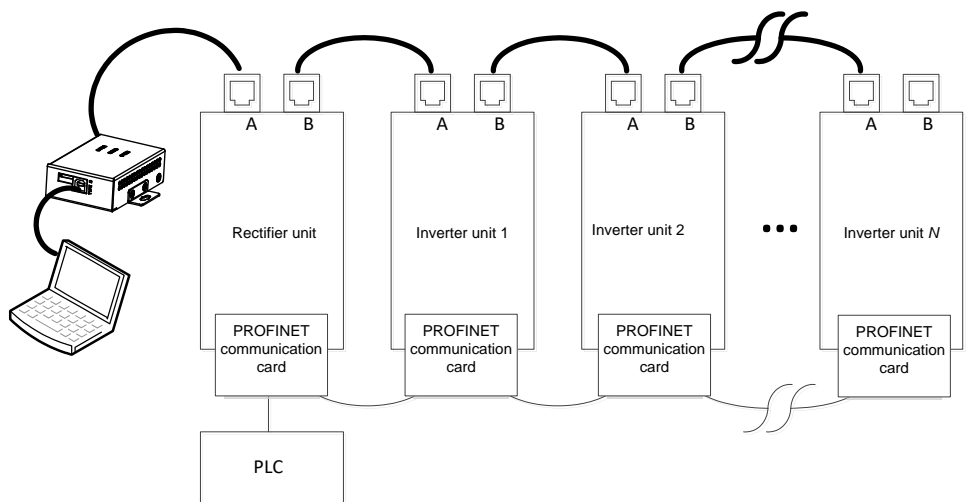 A B A B A B A B
Rectifier unit
Inverter unit 1
Inverter unit 2
Inverter unit N
PROFINET
communication
card
PROFINET
communication
card
PROFINET
communication
card
PROFINET
communication
card
PLC